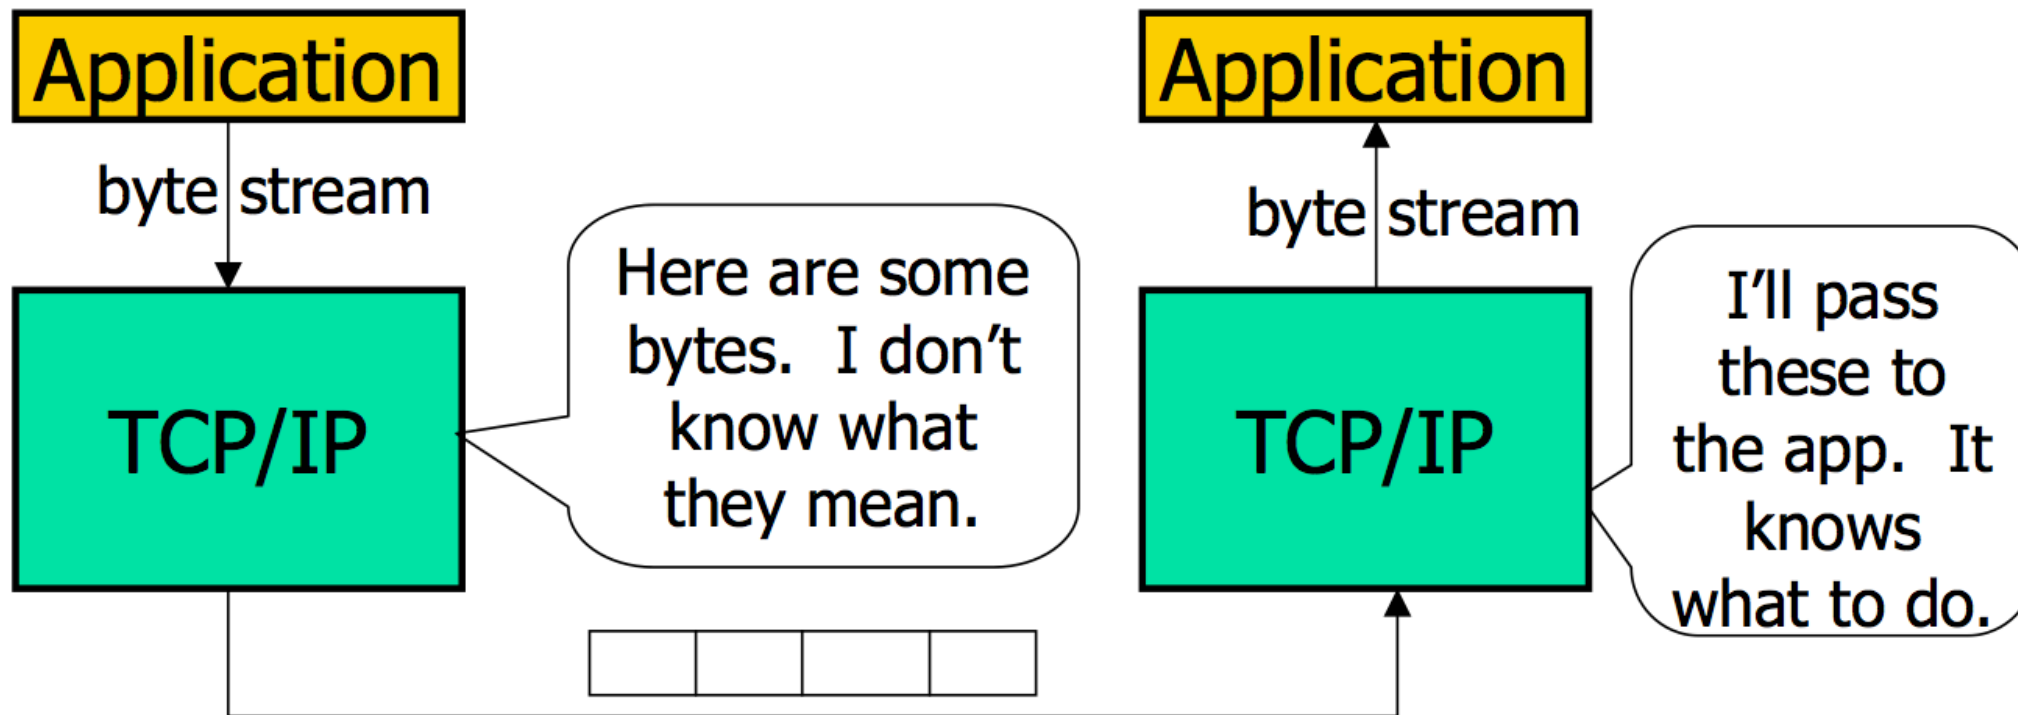 Application
byte stream
TCP/IP
Here are some
bytes.  I don’t
know what
they mean.
Application
byte stream
TCP/IP
I’ll pass
these to
the app.  It
knows
what to do.